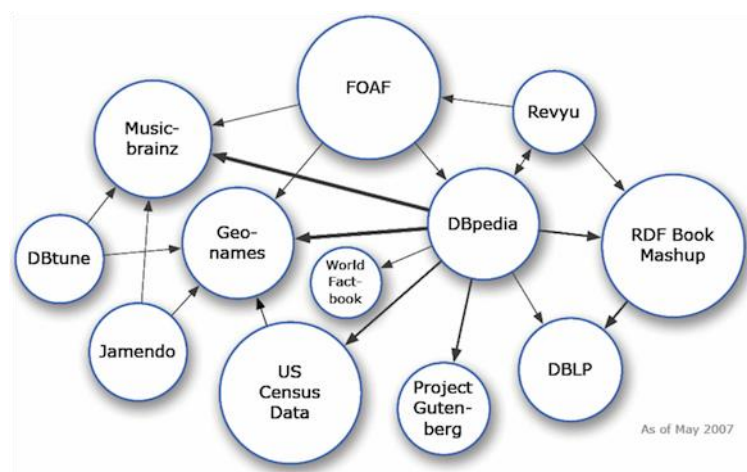 FOAF
Music-
brainz
Revyu
DBtune
Geo-
names
World
Fact-
book
DBpedia
RDF Book
Mashup
Jamendo
US
Census
Data
Project
Guten-
berg
DBLP
As of May 2007